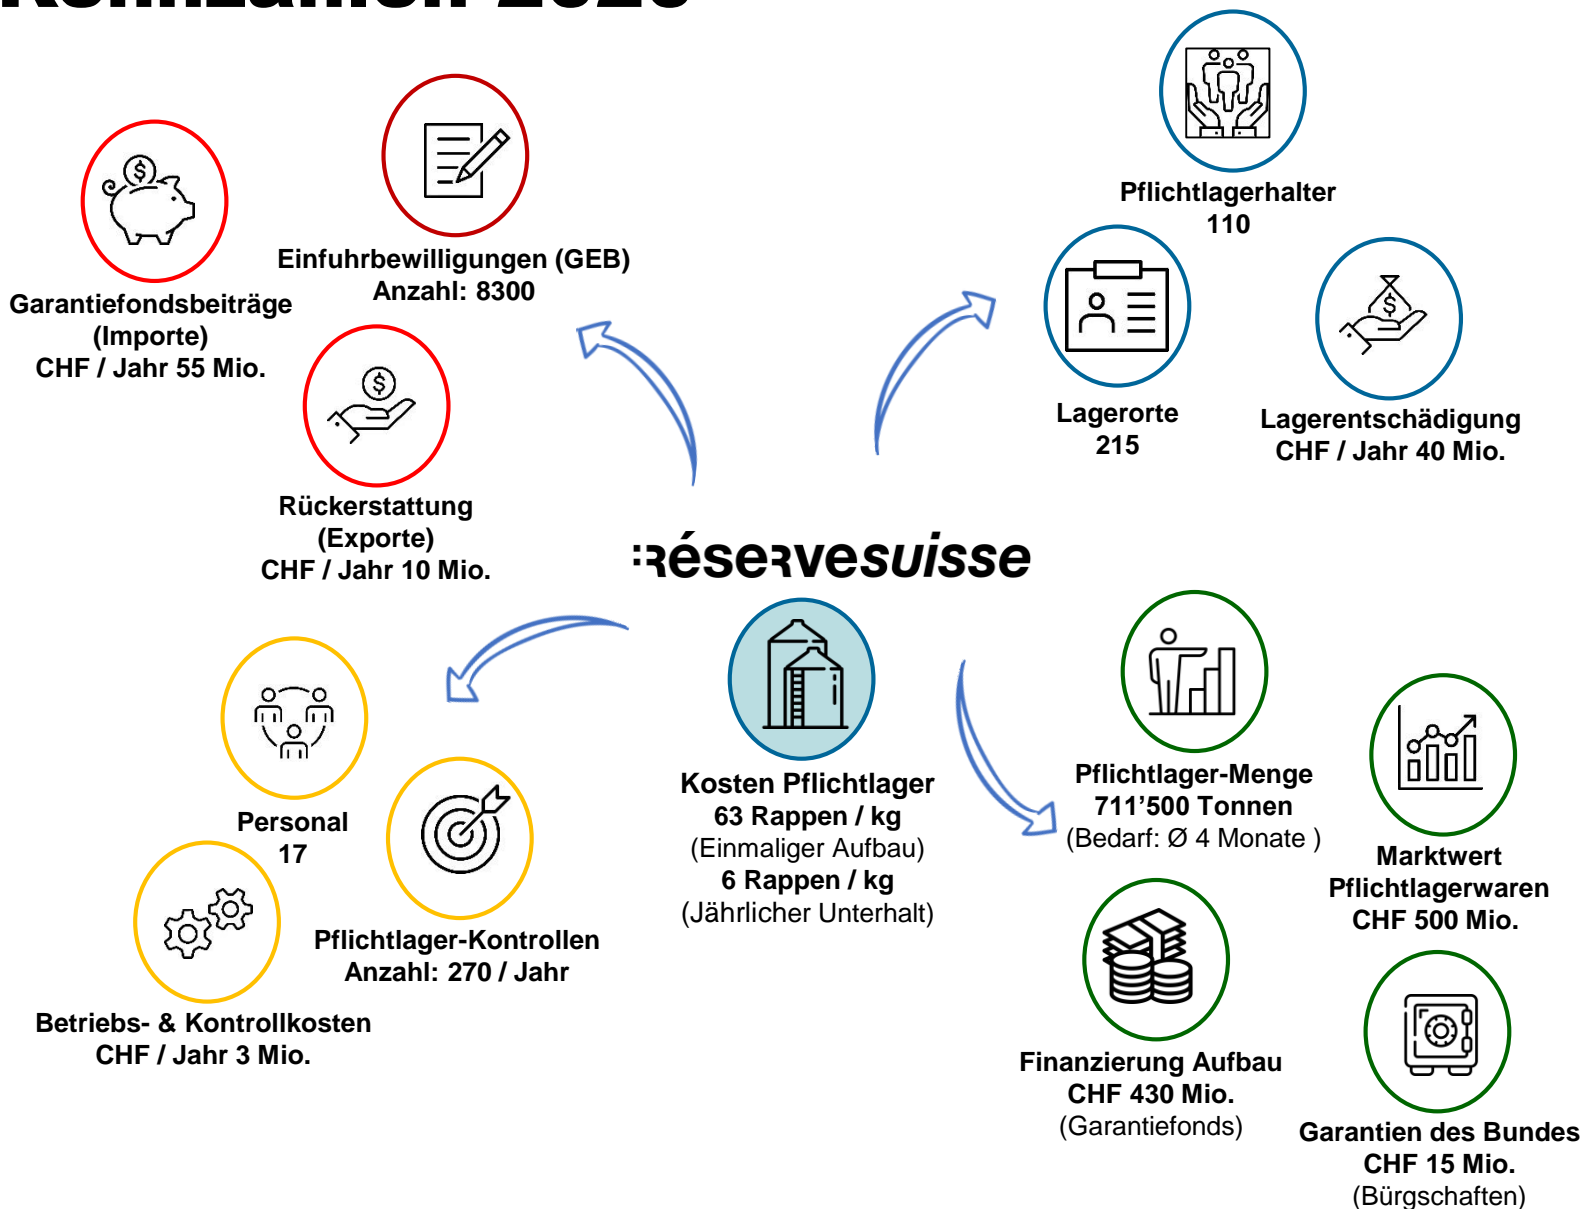 Pflichtlagerhalter
110
Einfuhrbewilligungen (GEB)
Anzahl: 8300
Garantiefondsbeiträge
(Importe)
CHF / Jahr 55 Mio.
Lagerorte
215
Lagerentschädigung
CHF / Jahr 40 Mio.
Rückerstattung
(Exporte)
CHF / Jahr 10 Mio.
réservesuisse
Kosten Pflichtlager
63 Rappen / kg
(Einmaliger Aufbau)
6 Rappen / kg
(Jährlicher Unterhalt)
Personal
17
Pflichtlager-Kontrollen
Anzahl: 270 / Jahr
Betriebs- & Kontrollkosten
CHF / Jahr 3 Mio.
Pflichtlager-Menge
711’500 Tonnen
(Bedarf: Ø 4 Monate )
Marktwert
Pflichtlagerwaren
CHF 500 Mio.
Finanzierung Aufbau
CHF 430 Mio.
(Garantiefonds)
Garantien des Bundes
CHF 15 Mio.
(Bürgschaften)